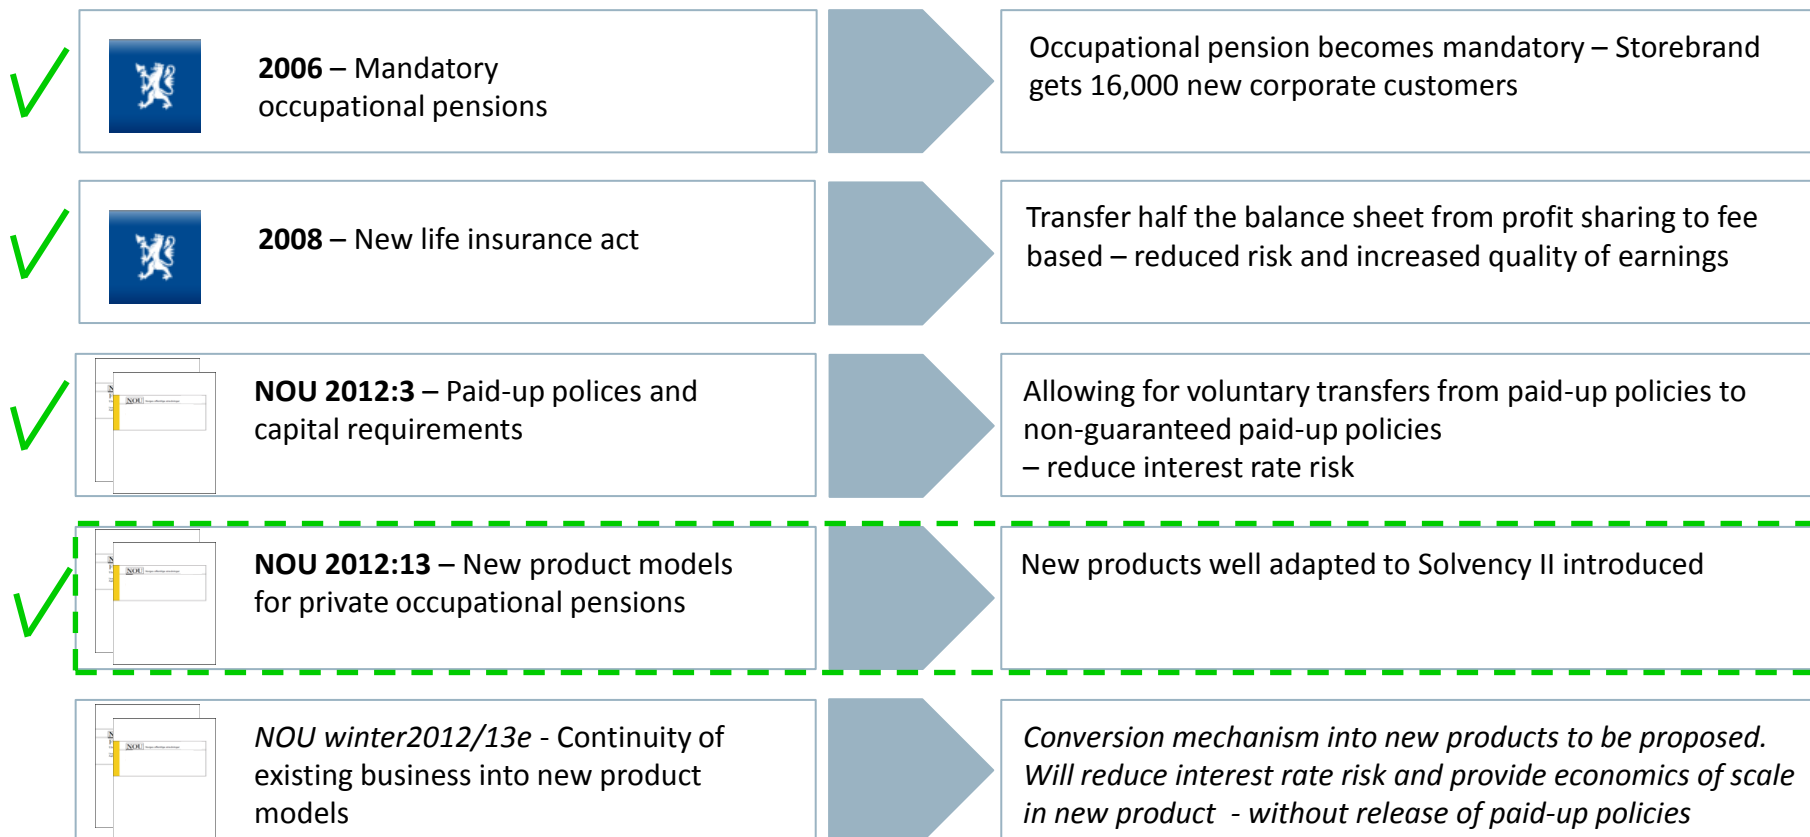 2006 – Mandatory
occupational pensions
Occupational pension becomes mandatory – Storebrand
gets 16,000 new corporate customers
2008 – New life insurance act
Transfer half the balance sheet from profit sharing to fee
based – reduced risk and increased quality of earnings
NOU
NOU 2012:3 – Paid-up polices and
capital requirements
Allowing for voluntary transfers from paid-up policies to
non-guaranteed paid-up policies
– reduce interest rate risk
NOU
NOU 2012:13 – New product models
for private occupational pensions
New products well adapted to Solvency II introduced
NOU
NOU winter2012/13e - Continuity of
existing business into new product
models
Conversion mechanism into new products to be proposed.
Will reduce interest rate risk and provide economics of scale
in new product - without release of paid-up policies